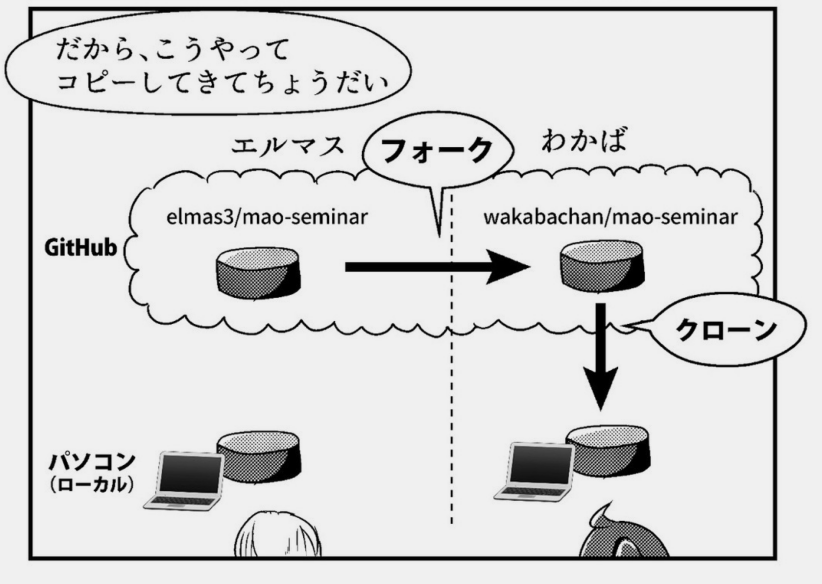 だから、こうやって
コピーしてきてちょうだい
エルマス
フォーク
わかば
elmas3/mao-seminar
wakabachan/mao-seminar
GitHub
クローン
パソコン
（ローカル）